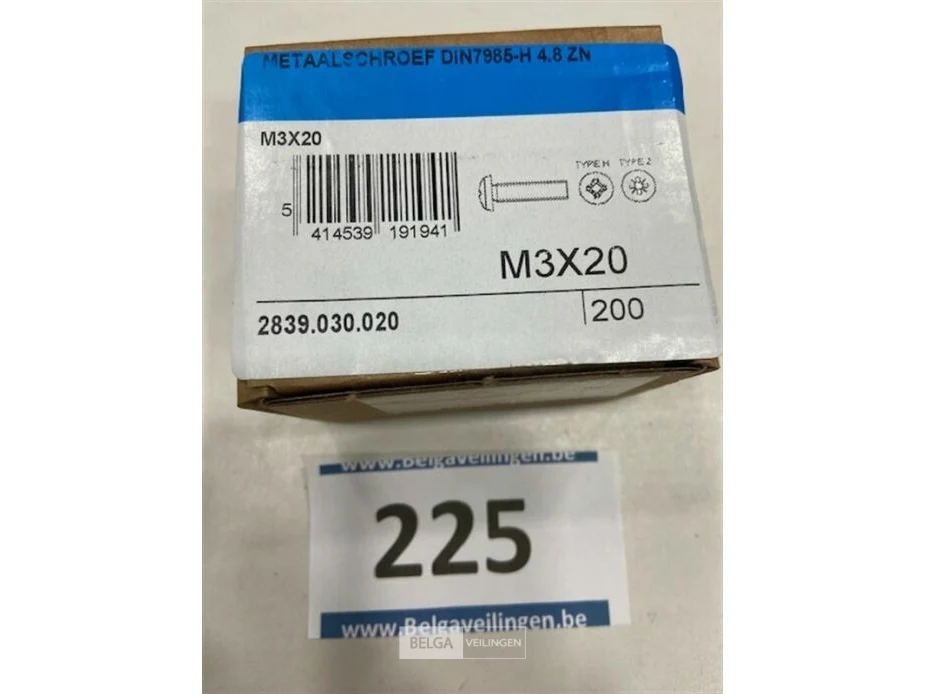 METAALSCHROEF DIN7985-H 4.8 ZN
M3X20
TYPE H TYPE Z
5 414539 191941
M3X20
2839.030.020 200
www.Belgaveilingen.be
225
www.Belgaveilingen.be
BELGA VEILINGEN